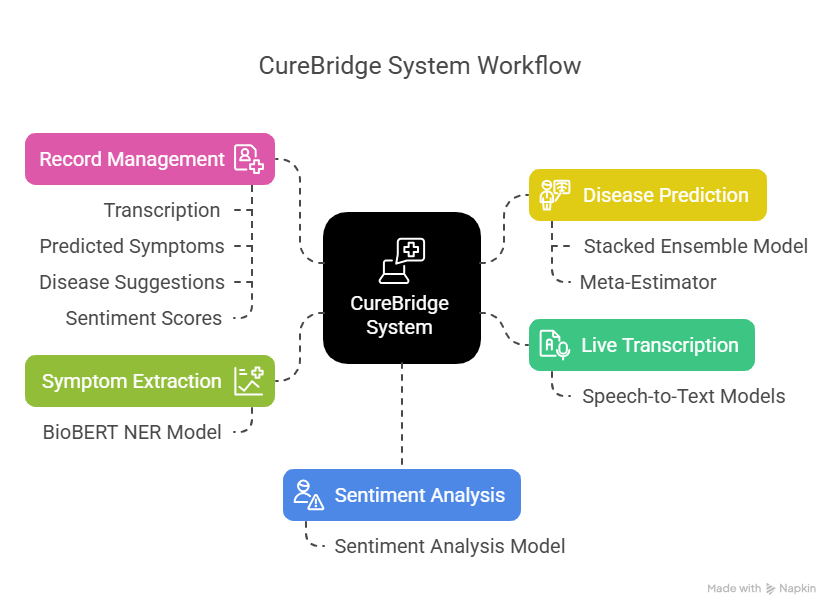 CureBridge System Workflow
Record Management
Transcription
Predicted Symptoms
Disease Suggestions
Sentiment Scores
Symptom Extraction
BioBERT NER Model
CureBridge
System
Disease Prediction
Stacked Ensemble Model
Meta-Estimator
Live Transcription
Speech-to-Text Models
Sentiment Analysis
Sentiment Analysis Model
Made with Napkin